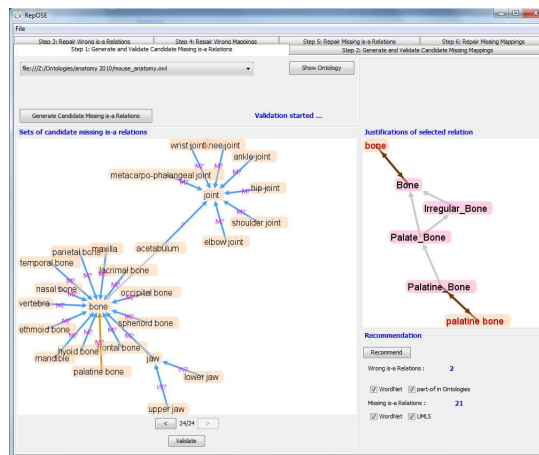 RepOSE
File
Step 3: Repair Wrong is-a Relations
Step 4: Repair Wrong Mappings
Step 5: Repair Missing is-a Relations
Step 6: Repair Missing Mappings
Step 1: Generate and Validate Candidate Missing is-a Relations
Step 2: Generate and Validate Candidate Missing Mappings
file:///Z:/Ontologies/anatomy 2010/mouse_anatomy.owl
Show Ontology
Generate Candidate Missing is-a Relations
Validation started ...
Sets of candidate missing is-a relations
wrist joint
knee joint
ankle joint
metacarpo-phalangeal joint
hip joint
joint
shoulder joint
elbow joint
acetabulum
parietal bone
maxilla
temporal bone
lacrimal bone
nasal bone
occipital bone
vertebra
bone
sphenoid bone
ethmoid bone
hyoid bone
frontal bone
mandible
jaw
palatine bone
lower jaw
upper jaw
<
24/24
>
Validate
Justifications of selected relation
bone
Bone
Irregular_Bone
Palate_Bone
Palatine_Bone
palatine bone
Recommendation
Recommend
Wrong is-a Relations : 2
WordNet part-of in Ontologies
Missing is-a Relations : 21
WordNet UMLS